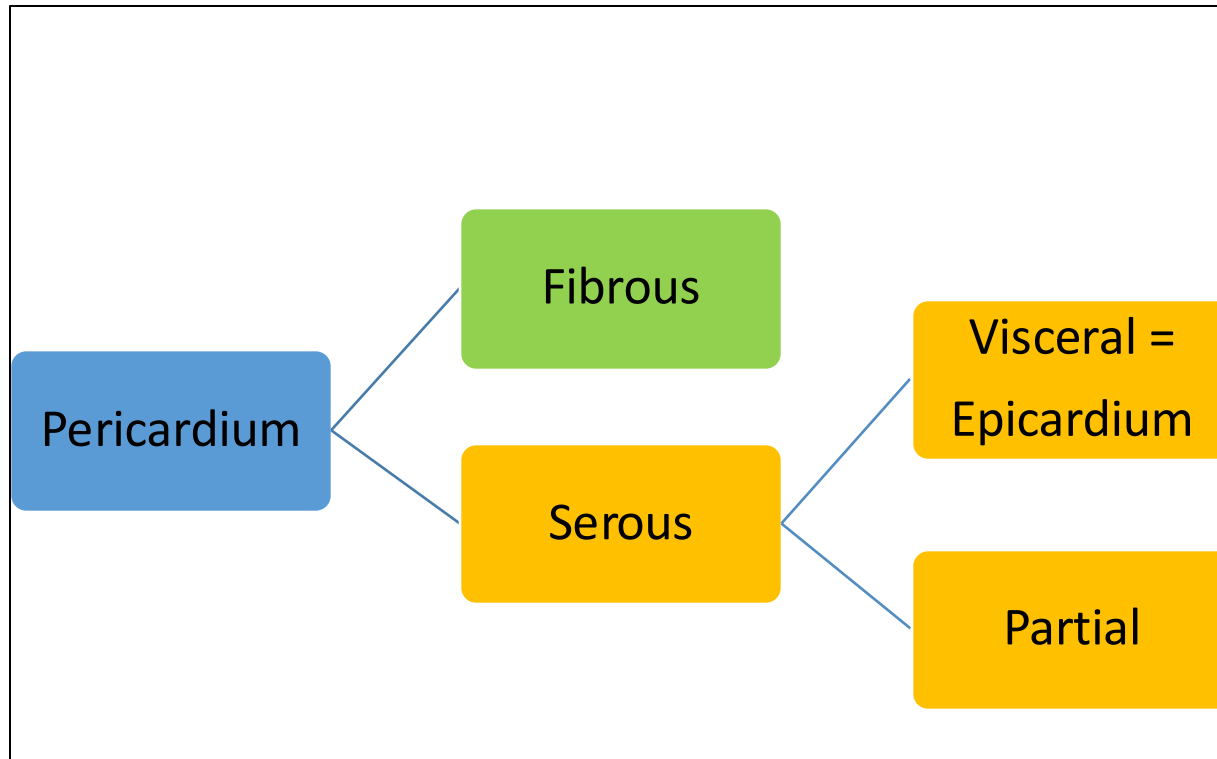 Pericardium
Fibrous
Serous
Visceral =
Epicardium
Partial